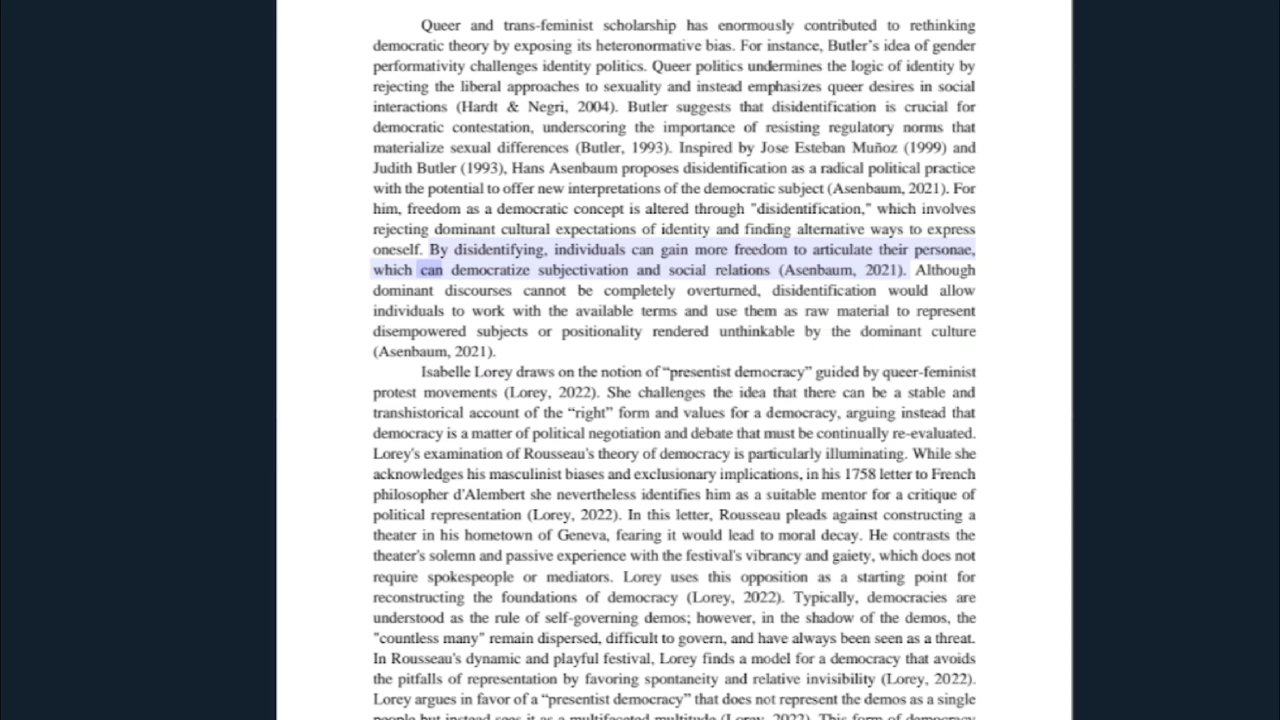 Queer and trans-feminist scholarship has enormously contributed to rethinking
democratic theory by exposing its heteronormative bias. For instance, Butler's idea of gender
performativity challenges identity politics. Queer politics undermines the logic of identity by
rejecting the liberal approaches to sexuality and instead emphasizes queer desires in social
interactions (Hardt & Negri, 2004). Butler suggests that disidentification is crucial for
democratic contestation, underscoring the importance of resisting regulatory norms that
materialize sexual differences (Butler, 1993). Inspired by Jose Esteban Muñoz (1999) and
Judith Butler (1993), Hans Asenbaum proposes disidentification as a radical political practice
with the potential to offer new interpretations of the democratic subject (Asenbaum, 2021). For
him, freedom as a democratic concept is altered through "disidentification," which involves
rejecting dominant cultural expectations of identity and finding alternative ways to express
oneself. By disidentifying, individuals can gain more freedom to articulate their personae,
which can democratize subjectivation and social relations (Asenbaum, 2021). Although
dominant discourses cannot be completely overturned, disidentification would allow
individuals to work with the available terms and use them as raw material to represent
disempowered subjects or positionality rendered unthinkable by the dominant culture
(Asenbaum, 2021).
Isabelle Lorey draws on the notion of “presentist democracy” guided by queer-feminist
protest movements (Lorey, 2022). She challenges the idea that there can be a stable and
transhistorical account of the “right” form and values for a democracy, arguing instead that
democracy is a matter of political negotiation and debate that must be continually re-evaluated.
Lorey's examination of Rousseau's theory of democracy is particularly illuminating. While she
acknowledges his masculinist biases and exclusionary implications, in his 1758 letter to French
philosopher d’Alembert she nevertheless identifies him as a suitable mentor for a critique of
political representation (Lorey, 2022). In this letter, Rousseau pleads against constructing a
theater in his hometown of Geneva, fearing it would lead to moral decay. He contrasts the
theater's solemn and passive experience with the festival's vibrancy and gaiety, which does not
require spokespeople or mediators. Lorey uses this opposition as a starting point for
reconstructing the foundations of democracy (Lorey, 2022). Typically, democracies are
understood as the rule of self-governing demos; however, in the shadow of the demos, the
"countless many" remain dispersed, difficult to govern, and have always been seen as a threat.
In Rousseau's dynamic and playful festival, Lorey finds a model for a democracy that avoids
the pitfalls of representation by favoring spontaneity and relative invisibility (Lorey, 2022).
Lorey argues in favor of a “presentist democracy” that does not represent the demos as a single
people but instead sees it as a multifaceted multitude (Lorey, 2022). This form of democracy